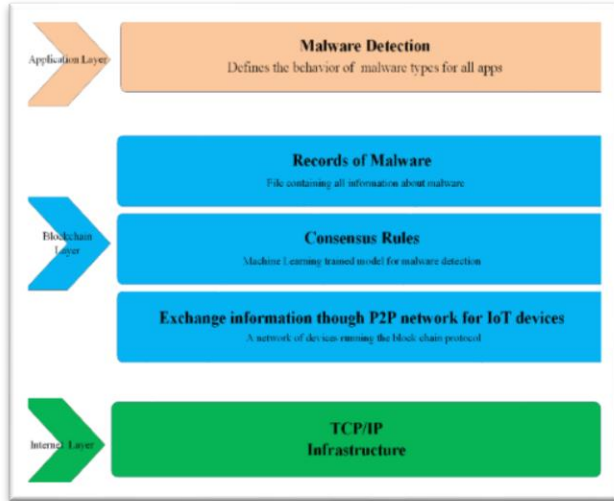 Application Layer
Malware Detection
Defines the behavior of malware types for all apps
Blockchain
Layer
Records of Malware
File containing all information about malware
Consensus Rules
Machine Learning trained model for malware detection
Exchange information though P2P network for IoT devices
A network of devices running the block chain protocol
Internet Layer
TCP/IP
Infrastructure